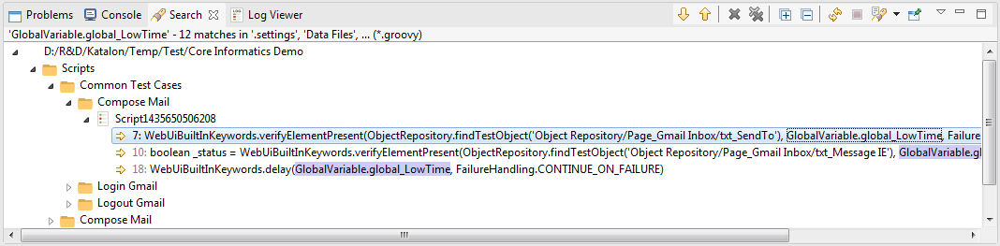 Problems Console Search Log Viewer
'GlobalVariable.global_LowTime' - 12 matches in '.settings', 'Data Files', ... (*.groovy)
D:/R&D/Katalon/Temp/Test/Core Informatics Demo
Scripts
Common Test Cases
Compose Mail
Script1435650506208
7: WebUiBuiltInKeywords.verifyElementPresent(ObjectRepository.findTestObject('Object Repository/Page_Gmail Inbox/txt_SendTo'), GlobalVariable.global_LowTime, Failure
10: boolean _status = WebUiBuiltInKeywords.verifyElementPresent(ObjectRepository.findTestObject('Object Repository/Page_Gmail Inbox/txt_Message IE'), GlobalVariable.gl
18: WebUiBuiltInKeywords.delay(GlobalVariable.global_LowTime, FailureHandling.CONTINUE_ON_FAILURE)
Login Gmail
Logout Gmail
Compose Mail